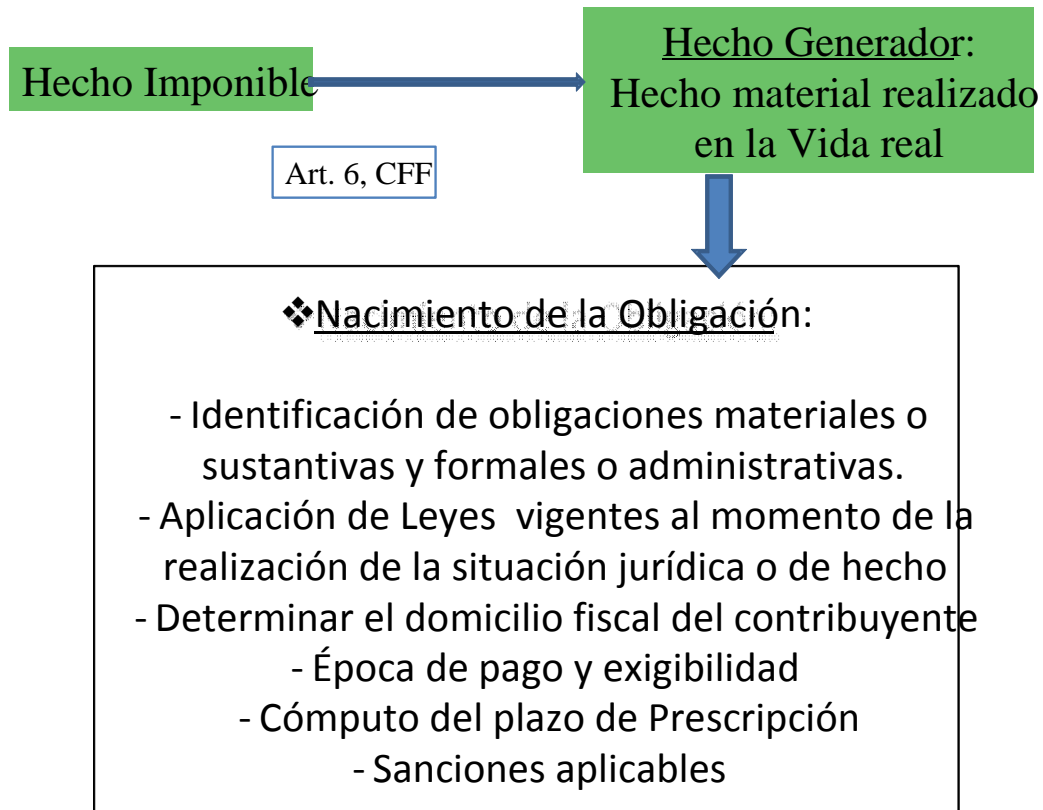 Hecho Imponible
Hecho Generador:
Hecho material realizado
en la Vida real
Art. 6, CFF
❖Nacimiento de la Obligación:
- Identificación de obligaciones materiales o
sustantivas y formales o administrativas.
- Aplicación de Leyes  vigentes al momento de la
realización de la situación jurídica o de hecho
- Determinar el domicilio fiscal del contribuyente
- Época de pago y exigibilidad
- Cómputo del plazo de Prescripción
- Sanciones aplicables